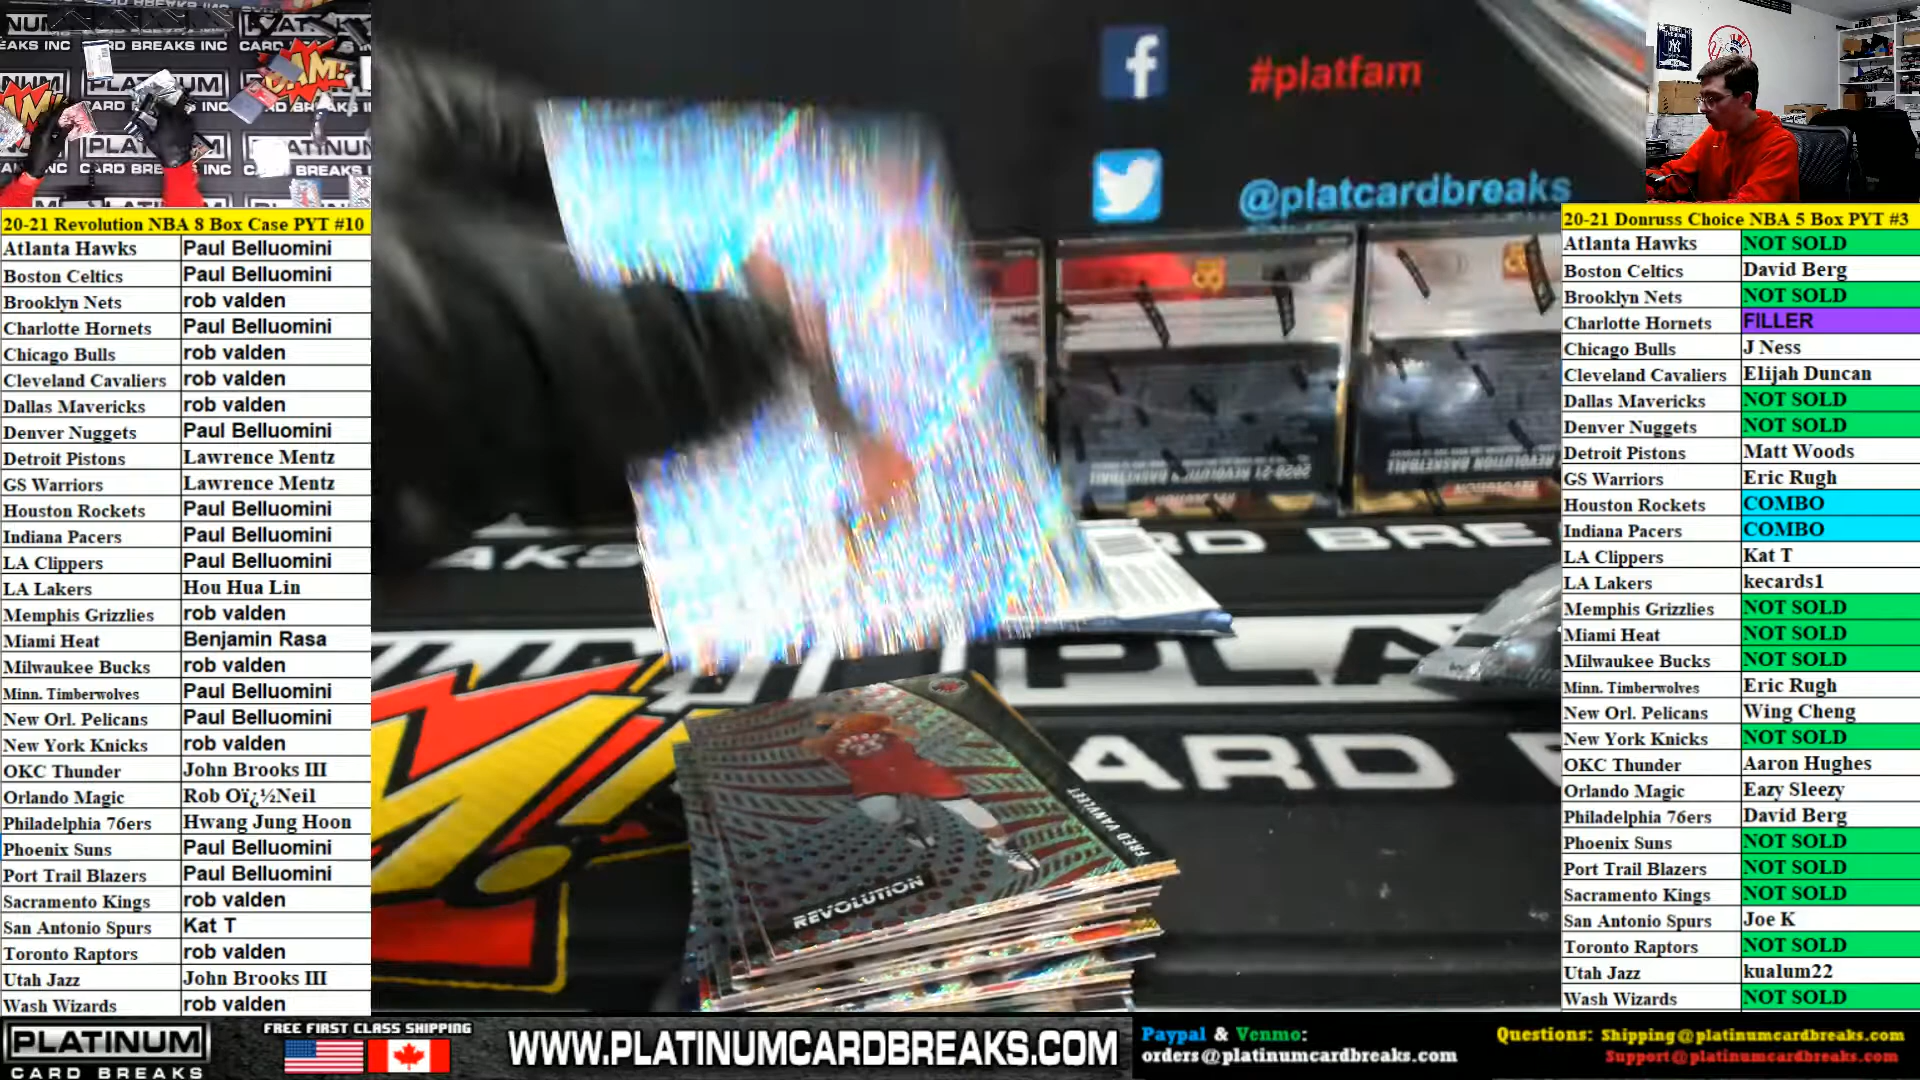 20-21 Revolution NBA 8 Box Case PYT #10
Atlanta Hawks Paul Belluomini
Boston Celtics Paul Belluomini
Brooklyn Nets rob valden
Charlotte Hornets Paul Belluomini
Chicago Bulls rob valden
Cleveland Cavaliers rob valden
Dallas Mavericks rob valden
Denver Nuggets Paul Belluomini
Detroit Pistons Lawrence Mentz
GS Warriors Lawrence Mentz
Houston Rockets Paul Belluomini
Indiana Pacers Paul Belluomini
LA Clippers Paul Belluomini
LA Lakers Hou Hua Lin
Memphis Grizzlies rob valden
Miami Heat Benjamin Rasa
Milwaukee Bucks rob valden
Minn. Timberwolves Paul Belluomini
New Orl. Pelicans Paul Belluomini
New York Knicks rob valden
OKC Thunder John Brooks III
Orlando Magic Rob Oï¿½Neil
Philadelphia 76ers Hwang Jung Hoon
Phoenix Suns Paul Belluomini
Port Trail Blazers Paul Belluomini
Sacramento Kings rob valden
San Antonio Spurs Kat T
Toronto Raptors rob valden
Utah Jazz John Brooks III
Wash Wizards rob valden
#platfam
@platcardbreaks
REVOLUTION
FRED VANVLEET
20-21 Donruss Choice NBA 5 Box PYT #3
Atlanta Hawks NOT SOLD
Boston Celtics David Berg
Brooklyn Nets NOT SOLD
Charlotte Hornets FILLER
Chicago Bulls J Ness
Cleveland Cavaliers Elijah Duncan
Dallas Mavericks NOT SOLD
Denver Nuggets NOT SOLD
Detroit Pistons Matt Woods
GS Warriors Eric Rugh
Houston Rockets COMBO
Indiana Pacers COMBO
LA Clippers Kat T
LA Lakers kecards1
Memphis Grizzlies NOT SOLD
Miami Heat NOT SOLD
Milwaukee Bucks NOT SOLD
Minn. Timberwolves Eric Rugh
New Orl. Pelicans Wing Cheng
New York Knicks NOT SOLD
OKC Thunder Aaron Hughes
Orlando Magic Eazy Sleezy
Philadelphia 76ers David Berg
Phoenix Suns NOT SOLD
Port Trail Blazers NOT SOLD
Sacramento Kings NOT SOLD
San Antonio Spurs Joe K
Toronto Raptors NOT SOLD
Utah Jazz kualum22
Wash Wizards NOT SOLD
PLATINUM
CARD BREAKS
FREE FIRST CLASS SHIPPING
WWW.PLATINUMCARDBREAKS.COM
Paypal & Venmo:
orders@platinumcardbreaks.com
Questions: Shipping@platinumcardbreaks.com
Support@platinumcardbreaks.com